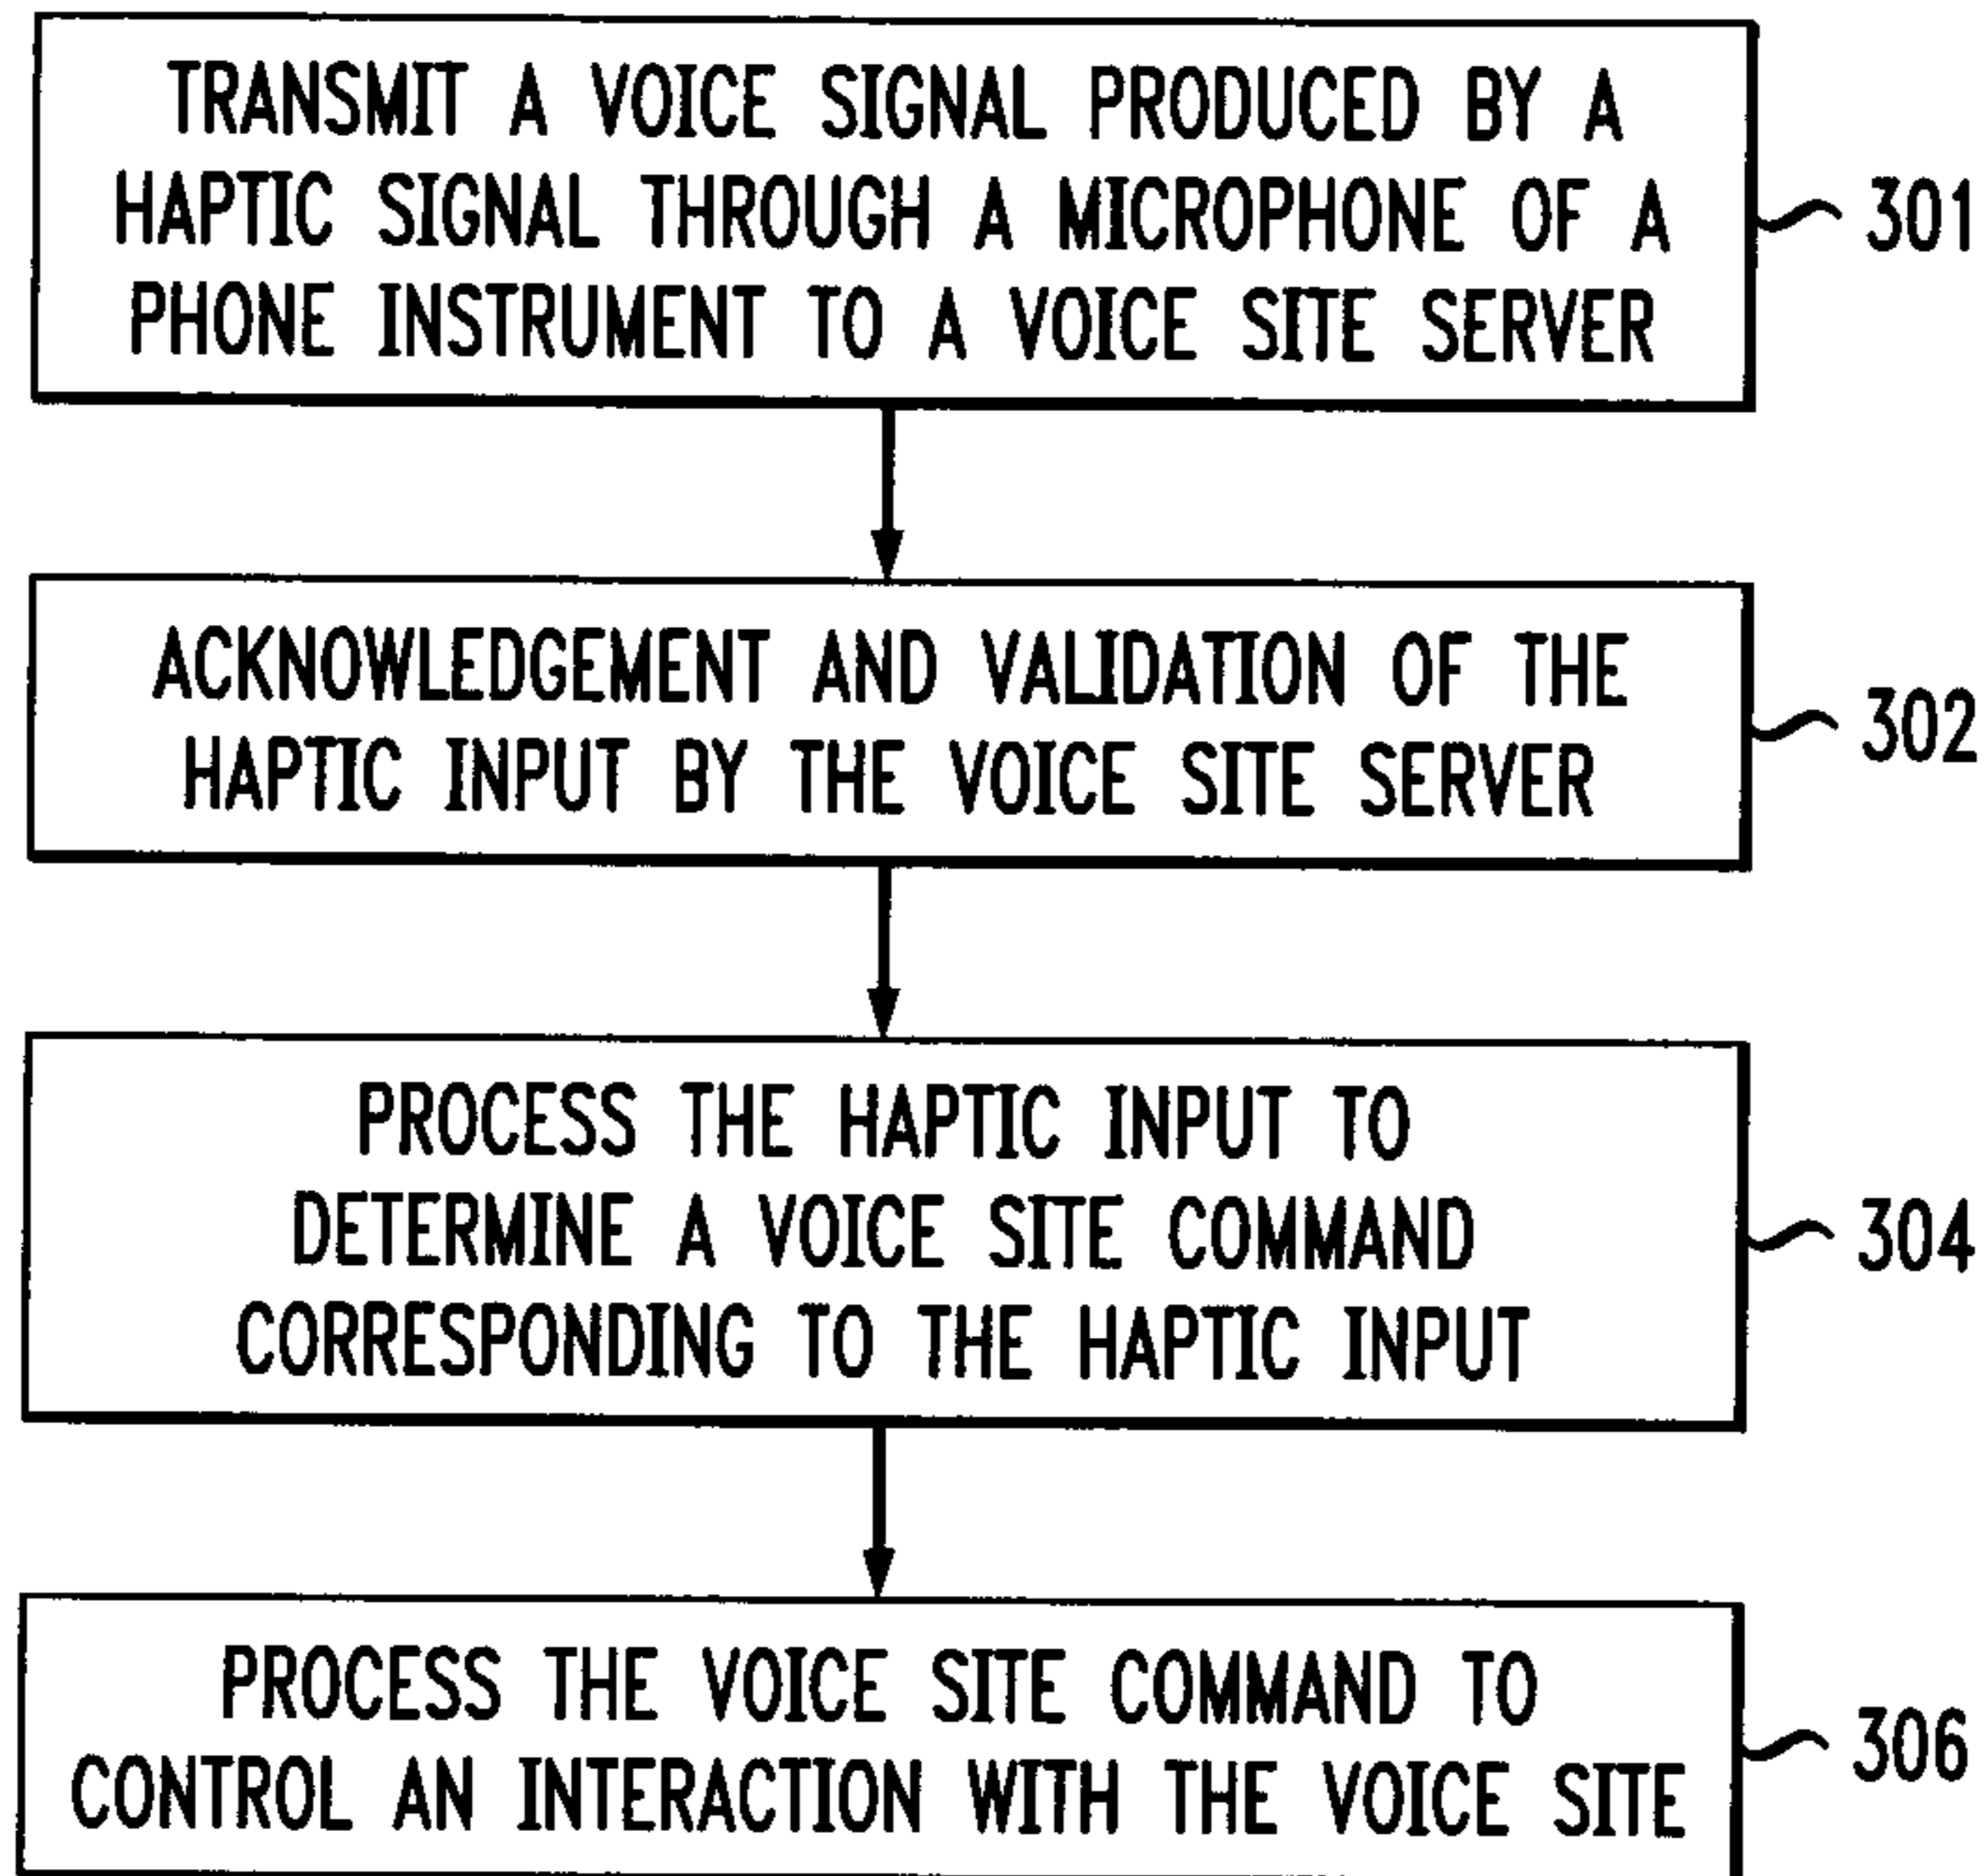 TRANSMIT A VOICE SIGNAL PRODUCED BY A
HAPTIC SIGNAL THROUGH A MICROPHONE OF A
PHONE INSTRUMENT TO A VOICE SITE SERVER
301
ACKNOWLEDGEMENT AND VALIDATION OF THE
HAPTIC INPUT BY THE VOICE SITE SERVER
302
PROCESS THE HAPTIC INPUT TO
DETERMINE A VOICE SITE COMMAND
CORRESPONDING TO THE HAPTIC INPUT
304
PROCESS THE VOICE SITE COMMAND TO
CONTROL AN INTERACTION WITH THE VOICE SITE
306